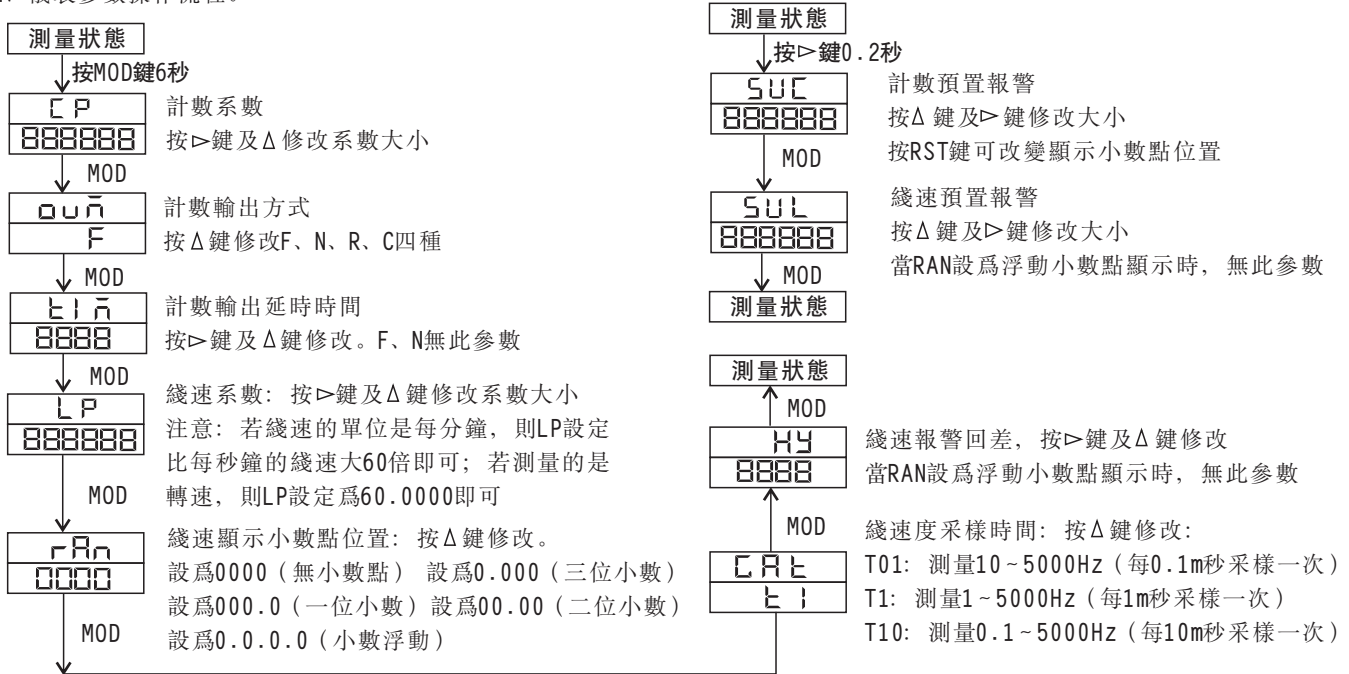 儀表參數操作流程。
測量狀態
按MOD鍵6秒
CP
計數系數
888888
按▷鍵及Δ修改系數大小
MOD
oum̄
計數輸出方式
F
按Δ鍵修改F、N、R、C四種
MOD
tIm̄
計數輸出延時時間
8888
按▷鍵及Δ鍵修改。F、N無此參數
MOD
LP
888888
綫速系數：按▷鍵及Δ鍵修改系數大小
注意：若綫速的單位是每分鐘，則LP設定
比每秒鐘的綫速大60倍即可；若測量的是
轉速，則LP設定爲60.0000即可
MOD
rAn
0000
綫速顯示小數點位置：按Δ鍵修改。
設爲0000（無小數點） 設爲0.000（三位小數）
設爲000.0（一位小數）設爲00.00（二位小數）
設爲0.0.0.0（小數浮動）
MOD
測量狀態
按▷鍵0.2秒
SUC
888888
計數預置報警
按Δ鍵及▷鍵修改大小
按RST鍵可改變顯示小數點位置
MOD
SUL
888888
綫速預置報警
按Δ鍵及▷鍵修改大小
當RAN設爲浮動小數點顯示時，無此參數
MOD
測量狀態
測量狀態
MOD
HY
8888
綫速報警回差，按▷鍵及Δ鍵修改
當RAN設爲浮動小數點顯示時，無此參數
MOD
GAt
tI
綫速度采樣時間：按Δ鍵修改：
T01：測量10~5000Hz（每0.1m秒采樣一次）
T1：測量1~5000Hz（每1m秒采樣一次）
T10：測量0.1~5000Hz（每10m秒采樣一次）